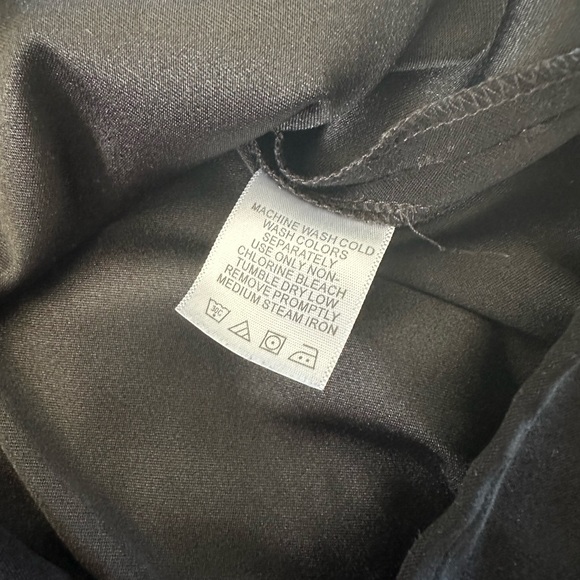 MACHINE WASH COLD
WASH COLORS
SEPARATELY
USE ONLY NON-
CHLORINE BLEACH
TUMBLE DRY LOW
REMOVE PROMPTLY
MEDIUM STEAM IRON
30C